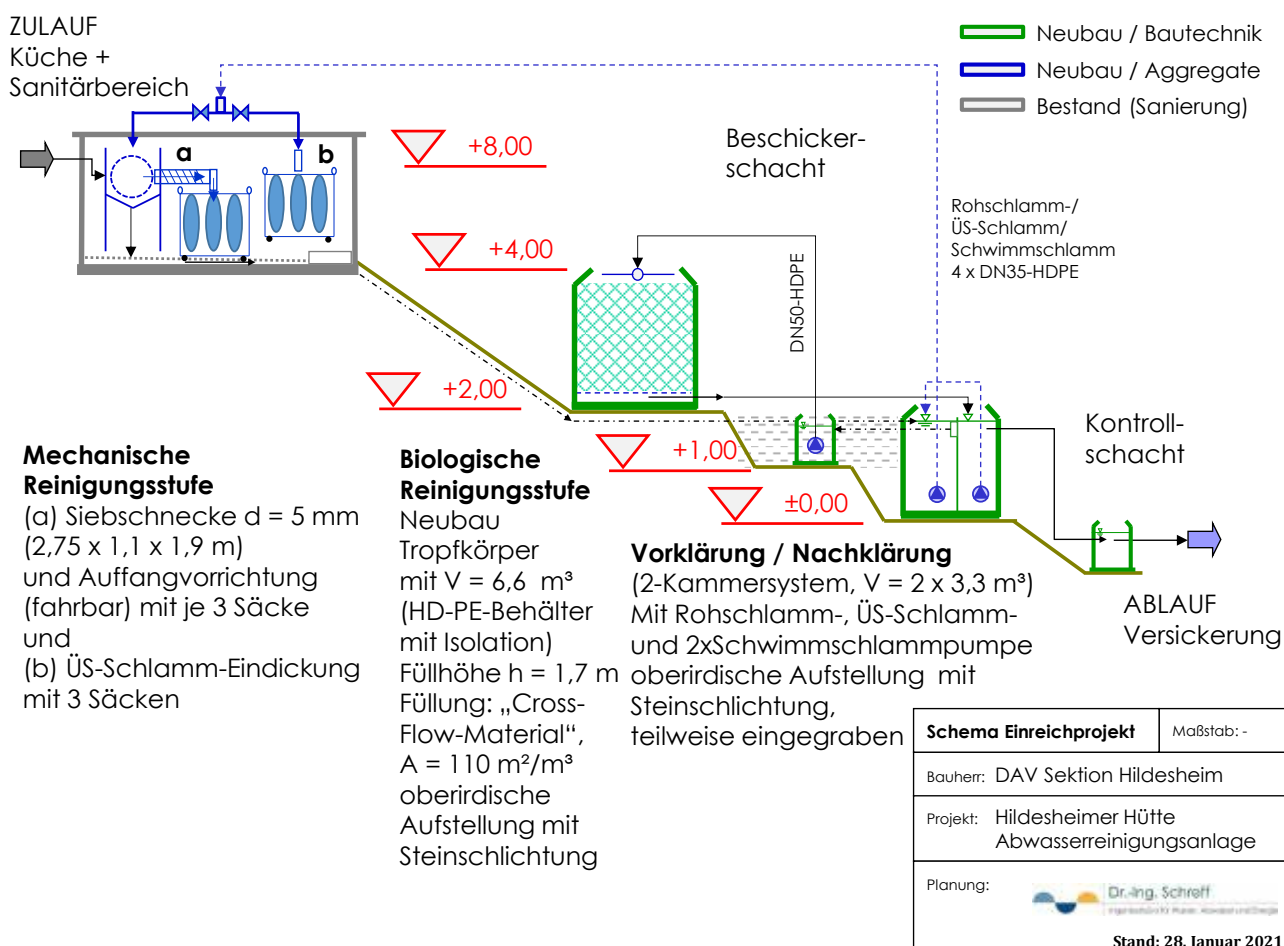 ZULAUF
Küche +
Sanitärbereich
Neubau / Bautechnik
Neubau / Aggregate
Bestand (Sanierung)
a
b
+8,00
Beschicker-
schacht
Rohschlamm-/
ÜS-Schlamm/
Schwimmschlamm
4 x DN35-HDPE
+4,00
DN50-HDPE
+2,00
+1,00
±0,00
Kontroll-
schacht
Mechanische
Reinigungsstufe
(a) Siebschnecke d = 5 mm
(2,75 x 1,1 x 1,9 m)
und Auffangvorrichtung
(fahrbar) mit je 3 Säcke
und
(b) ÜS-Schlamm-Eindickung
mit 3 Säcken
Biologische
Reinigungsstufe
Neubau
Tropfkörper
mit V = 6,6 m³
(HD-PE-Behälter
mit Isolation)
Füllhöhe h = 1,7 m
Füllung: „Cross-
Flow-Material“,
A = 110 m²/m³
oberirdische
Aufstellung mit
Steinschlichtung
Vorklärung / Nachklärung
(2-Kammersystem, V = 2 x 3,3 m³)
Mit Rohschlamm-, ÜS-Schlamm-
und 2xSchwimmschlammpumpe
oberirdische Aufstellung mit
Steinschlichtung,
teilweise eingegraben
ABLAUF
Versickerung
Schema Einreichprojekt
Maßstab: -
Bauherr: DAV Sektion Hildesheim
Projekt: Hildesheimer Hütte
Abwasserreinigungsanlage
Planung:
Dr.-Ing. Schreff
Stand: 28. Januar 2021